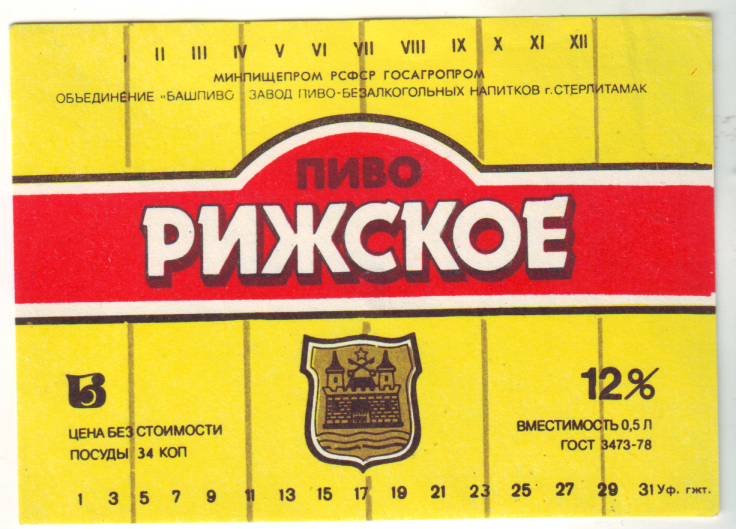 II III IV V VI VII VIII IX X XI XII
МИНПИЩЕПРОМ РСФСР ГОСАГРОПРОМ
ОБЪЕДИНЕНИЕ «БАШПИВО ЗАВОД ПИВО-БЕЗАЛКОГОЛЬНЫХ НАПИТКОВ г. СТЕРЛИТАМАК
ПИВО
РИЖСКОЕ
Б
12%
ЦЕНА БЕЗ СТОИМОСТИ
ПОСУДЫ 34 КОП
ВМЕСТИМОСТЬ 0,5 Л
ГОСТ 3473-78
1 3 5 7 9 11 13 15 17 19 21 23 25 27 29 31 Уф. гжт.